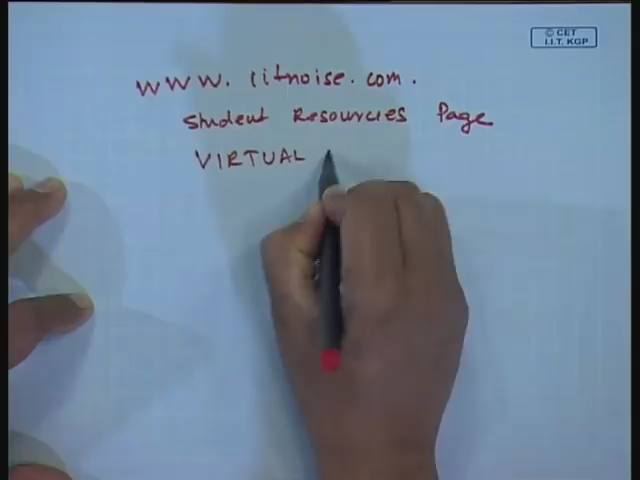 © CET
I.I.T. KGP
www.iitnoise.com.
Student Resources Page
VIRTUAL